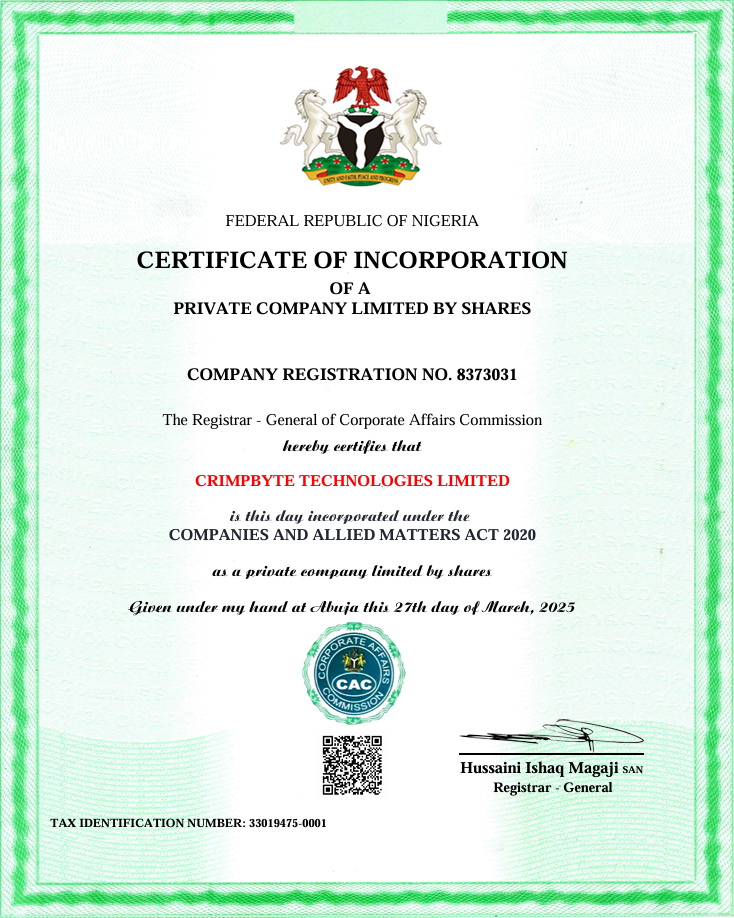 UNITY AND FAITH, PEACE AND PROGRESS
FEDERAL REPUBLIC OF NIGERIA
CERTIFICATE OF INCORPORATION
OF A
PRIVATE COMPANY LIMITED BY SHARES
COMPANY REGISTRATION NO. 8373031
The Registrar - General of Corporate Affairs Commission
hereby certifies that
CRIMPBYTE TECHNOLOGIES LIMITED
is this day incorporated under the
COMPANIES AND ALLIED MATTERS ACT 2020
as a private company limited by shares
Given under my hand at Abuja this 27th day of March, 2025
CORPORATE AFFAIRS
CAC
COMMISSION
Hussaini Ishaq Magaji SAN
Registrar - General
TAX IDENTIFICATION NUMBER: 33019475-0001